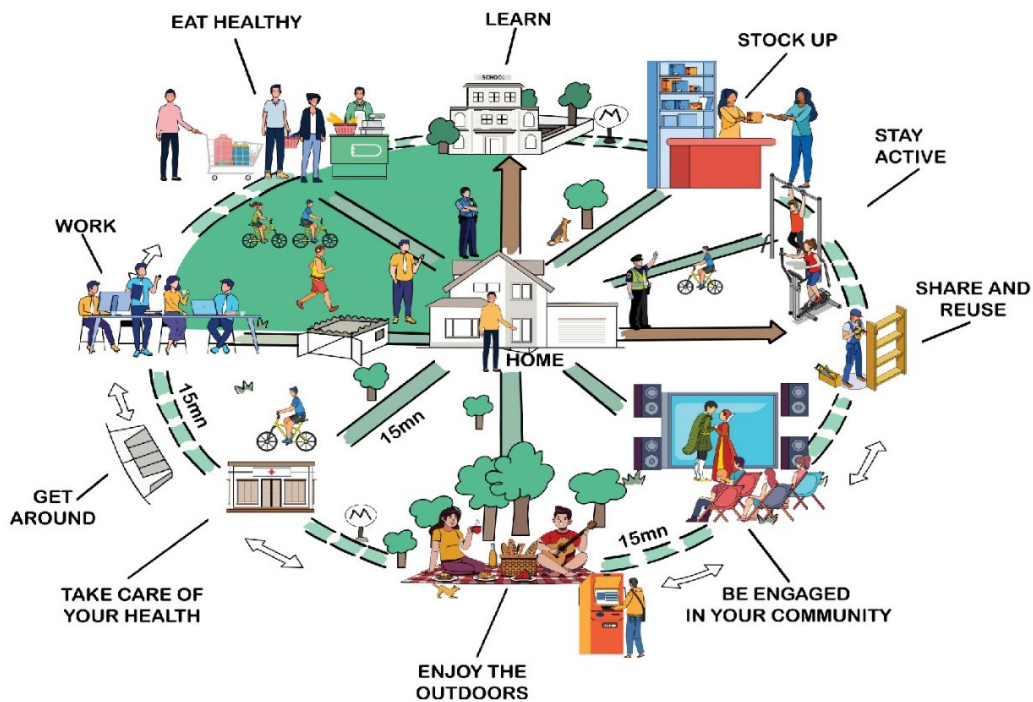 EAT HEALTHY
LEARN
STOCK UP
SCHOOL
M
STAY
ACTIVE
WORK
SHARE AND
REUSE
HOME
15mn
15mn
GET
AROUND
M
15mn
TAKE CARE OF
YOUR HEALTH
BE ENGAGED
IN YOUR COMMUNITY
ENJOY THE
OUTDOORS